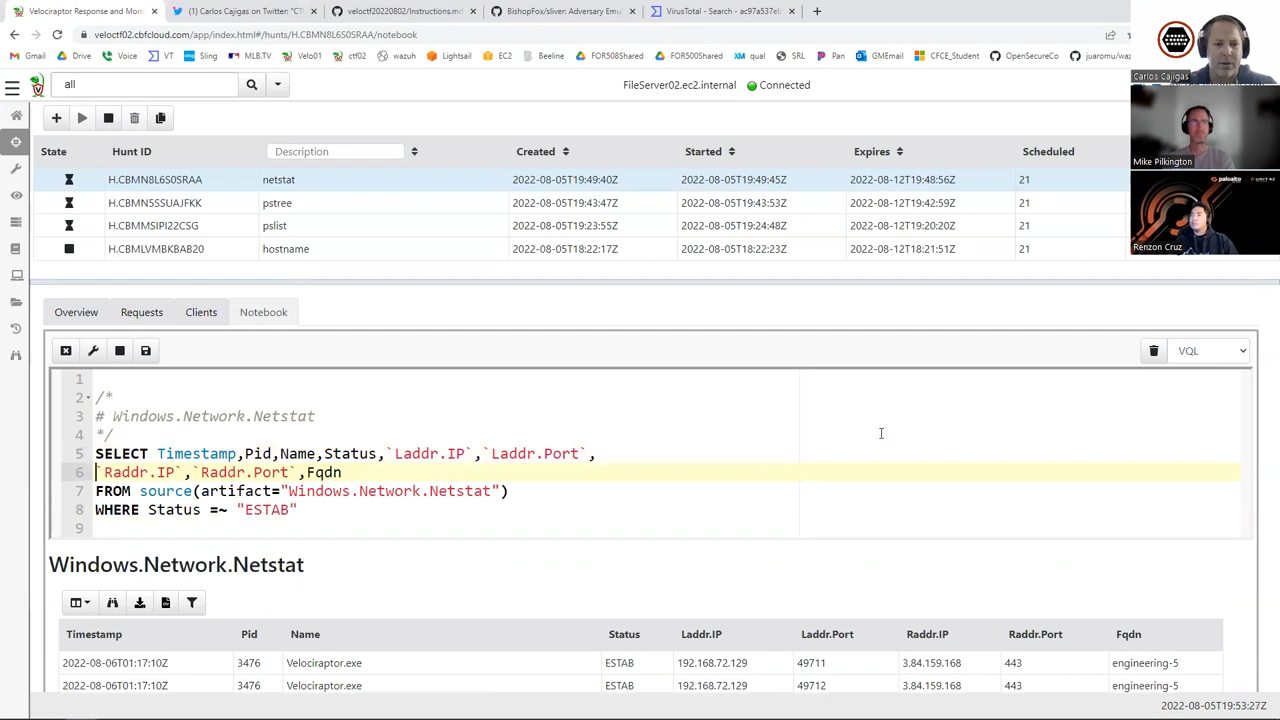 Velociraptor Response and Moni
(1) Carlos Cajigas on Twitter: "CT
veloctf20220802/Instructions.md
BishopFox/sliver: Adversary Emul
VirusTotal - Search - ac97a537eb
veloctf02.cbfcloud.com/app/index.html#/hunts/H.CBMN8L6S0SRAA/notebook
Gmail Drive Velo01 Voice VT Sling MLB.TV Lightsc ctf02 wazuh EC2 Beeline FOR508Shared FOR500Shared qual SRL Pan GMEmail CFCE_Student OpenSecureCo juaromu/waz
all
FileServer02.ec2.internal Connected
State Hunt ID Description Created Started Expires Scheduled
H.CBMN8L6S0SRAA netstat 2022-08-05T19:49:40Z 2022-08-05T19:49:45Z 2022-08-12T19:48:56Z 21
H.CBMN5SSUAJFKK pstree 2022-08-05T19:43:47Z 2022-08-05T19:43:53Z 2022-08-12T19:42:59Z 21
H.CBMMSIPI22CSG pslist 2022-08-05T19:23:55Z 2022-08-05T19:24:48Z 2022-08-12T19:20:20Z 21
H.CBMLVMBKBAB20 hostname 2022-08-05T18:22:17Z 2022-08-05T18:22:23Z 2022-08-12T18:21:51Z 21
Carlos Cajigas
Mike Pilkington
paloalto UNIT 42
Renzon Cruz
Overview Requests Clients Notebook
VQL
1
2 /*
3 # Windows.Network.Netstat
4 */
5 SELECT Timestamp,Pid,Name,Status,`Laddr.IP`,`Laddr.Port`,
6 `Raddr.IP`,`Raddr.Port`,Fqdn
7 FROM source(artifact="Windows.Network.Netstat")
8 WHERE Status =~ "ESTAB"
9
Windows.Network.Netstat
Timestamp Pid Name Status Laddr.IP Laddr.Port Raddr.IP Raddr.Port Fqdn
2022-08-06T01:17:10Z 3476 Velociraptor.exe ESTAB 192.168.72.129 49711 3.84.159.168 443 engineering-5
2022-08-06T01:17:10Z 3476 Velociraptor.exe ESTAB 192.168.72.129 49712 3.84.159.168 443 engineering-5
2022-08-05T19:53:27Z